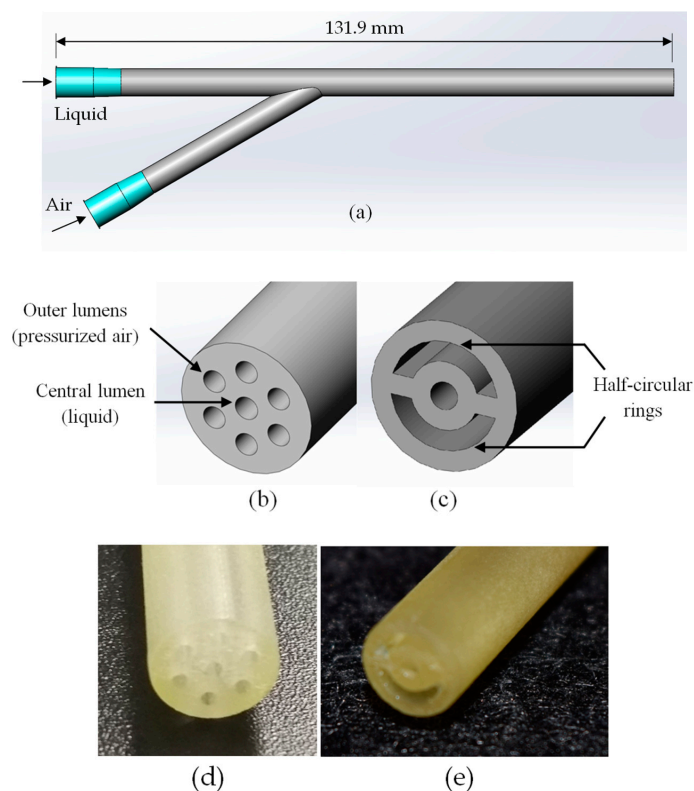 131.9 mm
Liquid
Air
(a)
Outer lumens
(pressurized air)
Central lumen
(liquid)
Half-circular
rings
(b)
(c)
(d)
(e)